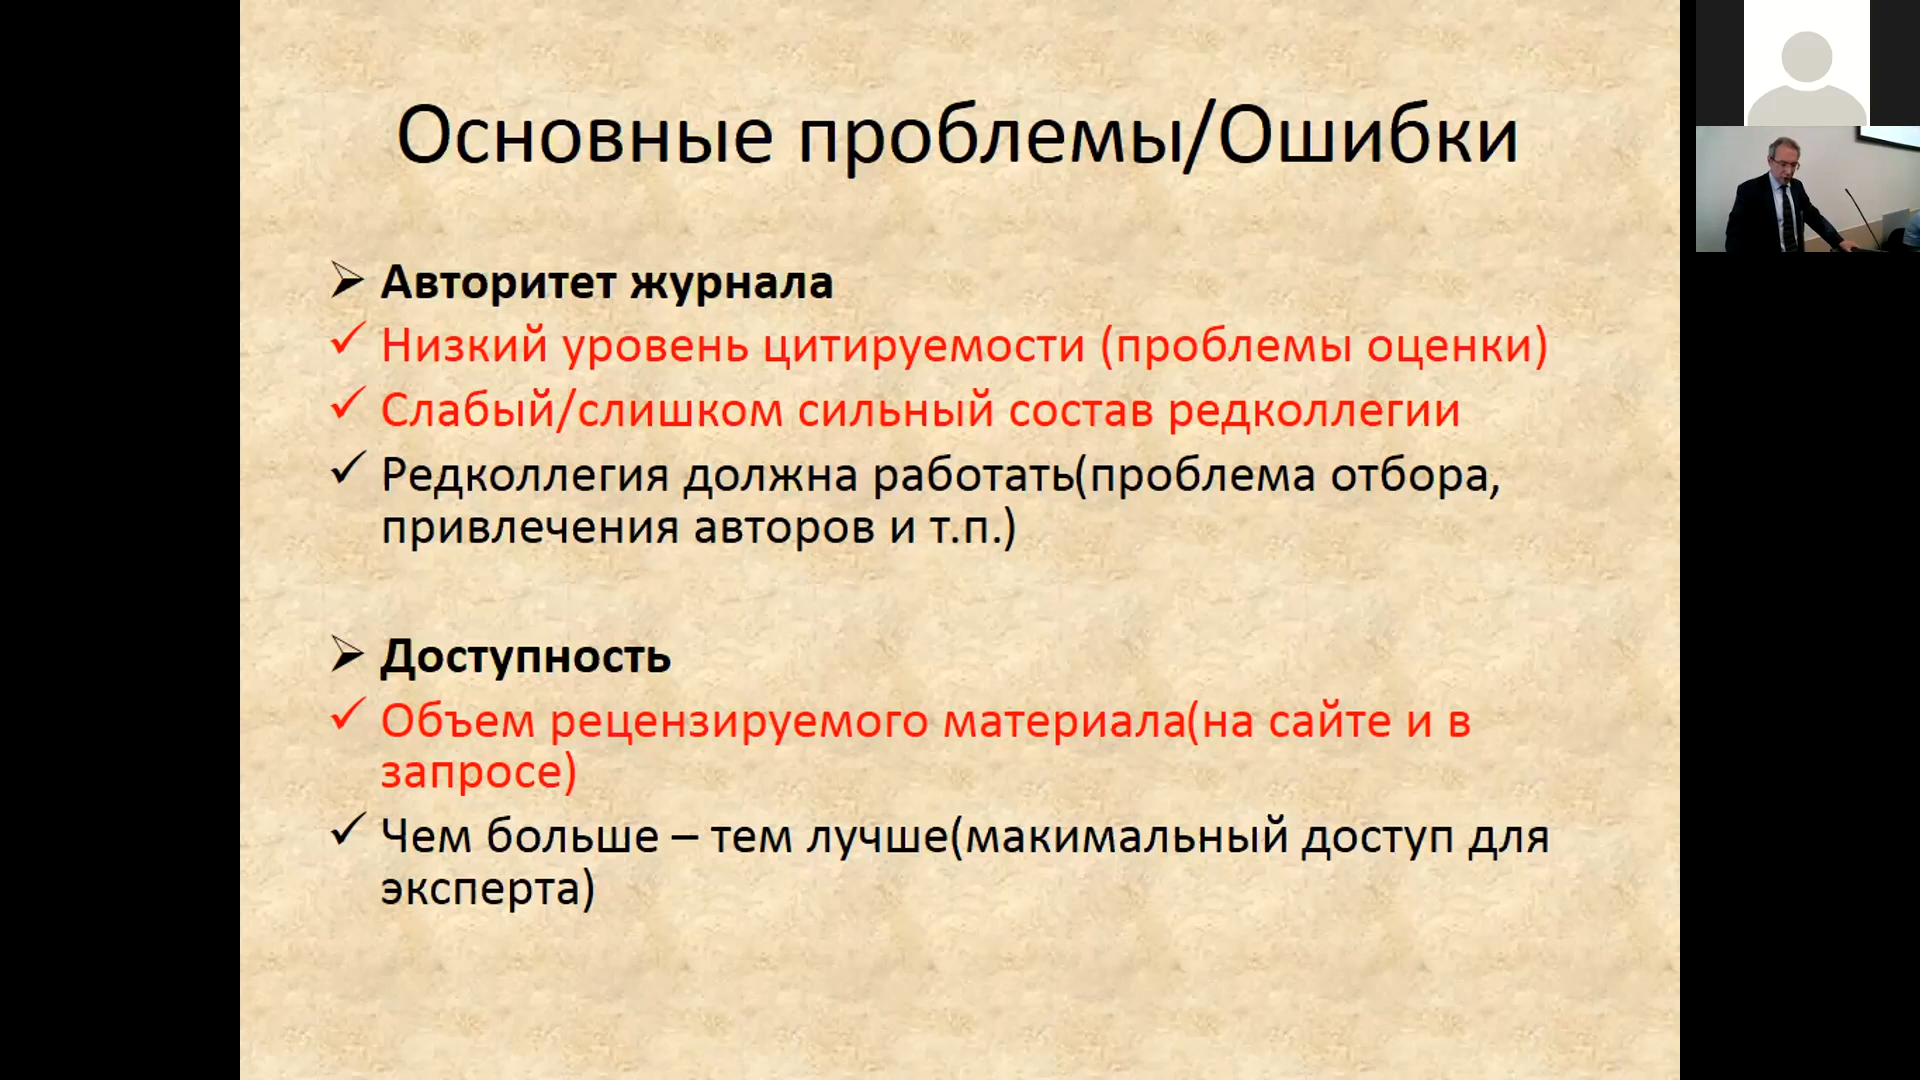 Основные проблемы/Ошибки
Авторитет журнала
Низкий уровень цитируемости (проблемы оценки)
Слабый/слишком сильный состав редколлегии
Редколлегия должна работать(проблема отбора,
привлечения авторов и т.п.)
Доступность
Объем рецензируемого материала(на сайте и в
запросе)
Чем больше – тем лучше(макимальный доступ для
эксперта)